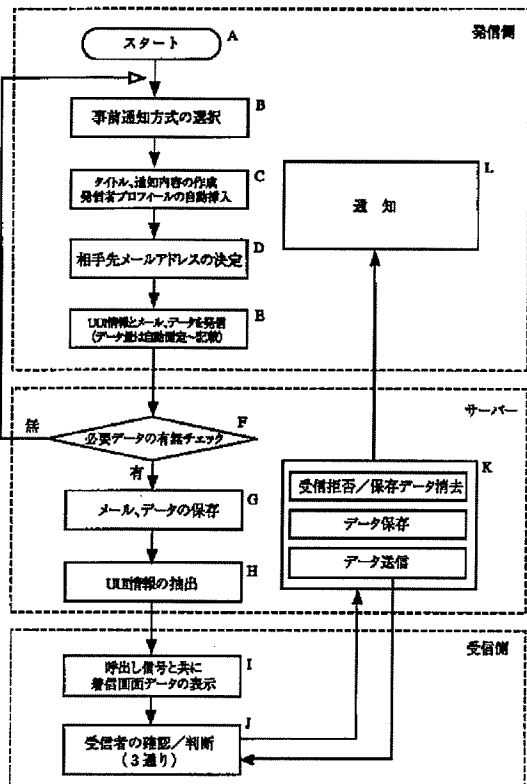 発信側
スタート
A
事前通知方式の選択
B
タイトル、通知内容の作成
発信者プロフィールの自動挿入
C
相手先メールアドレスの決定
D
UUI情報とメール、データを発信
(データ量は自動鑑定~記載)
E
L
通 知
サーバー
無
必要データの有無チェック
F
有
メール、データの保存
G
UUI情報の抽出
H
K
受信拒否/保存データ消去
データ保存
データ送信
受信側
呼出し信号と共に
着信画面データの表示
I
受信者の確認/判断
(3通り)
J